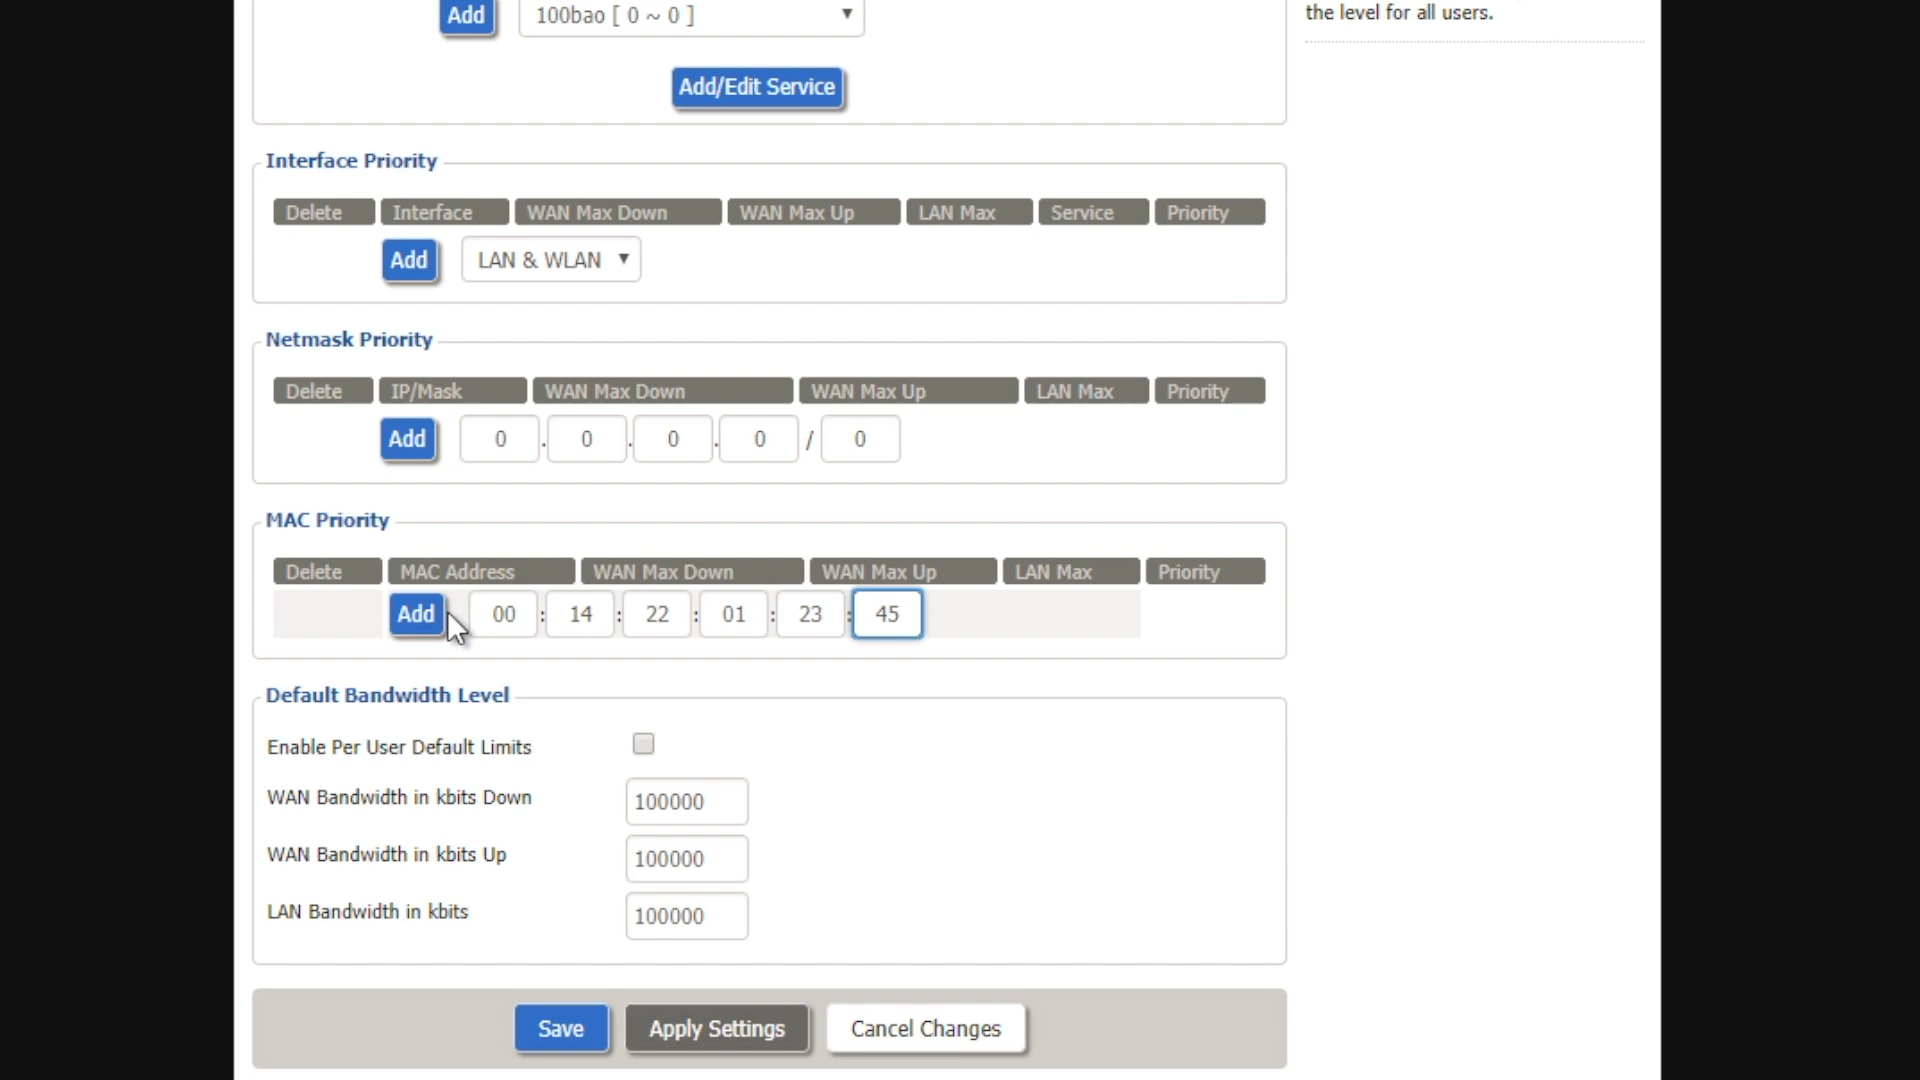 the level for all users.
Add 100bao [ 0 ~ 0 ]
Add/Edit Service
Interface Priority
Delete Interface WAN Max Down WAN Max Up LAN Max Service Priority
Add LAN & WLAN
Netmask Priority
Delete IP/Mask WAN Max Down WAN Max Up LAN Max Priority
Add 0 . 0 . 0 . 0 / 0
MAC Priority
Delete MAC Address WAN Max Down WAN Max Up LAN Max Priority
Add 00 : 14 : 22 : 01 : 23 : 45
Default Bandwidth Level
Enable Per User Default Limits
WAN Bandwidth in kbits Down 100000
WAN Bandwidth in kbits Up 100000
LAN Bandwidth in kbits 100000
Save Apply Settings Cancel Changes